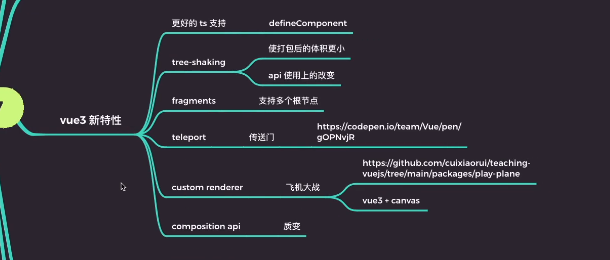 更好的 ts 支持 defineComponent
使打包后的体积更小
tree-shaking
api 使用上的改变
fragments 支持多个根节点
vue3 新特性
https://codepen.io/team/Vue/pen/
gOPNvjR
teleport 传送门
https://github.com/cuixiaorui/teaching-
vuejs/tree/main/packages/play-plane
custom renderer 飞机大战
vue3 + canvas
composition api 质变